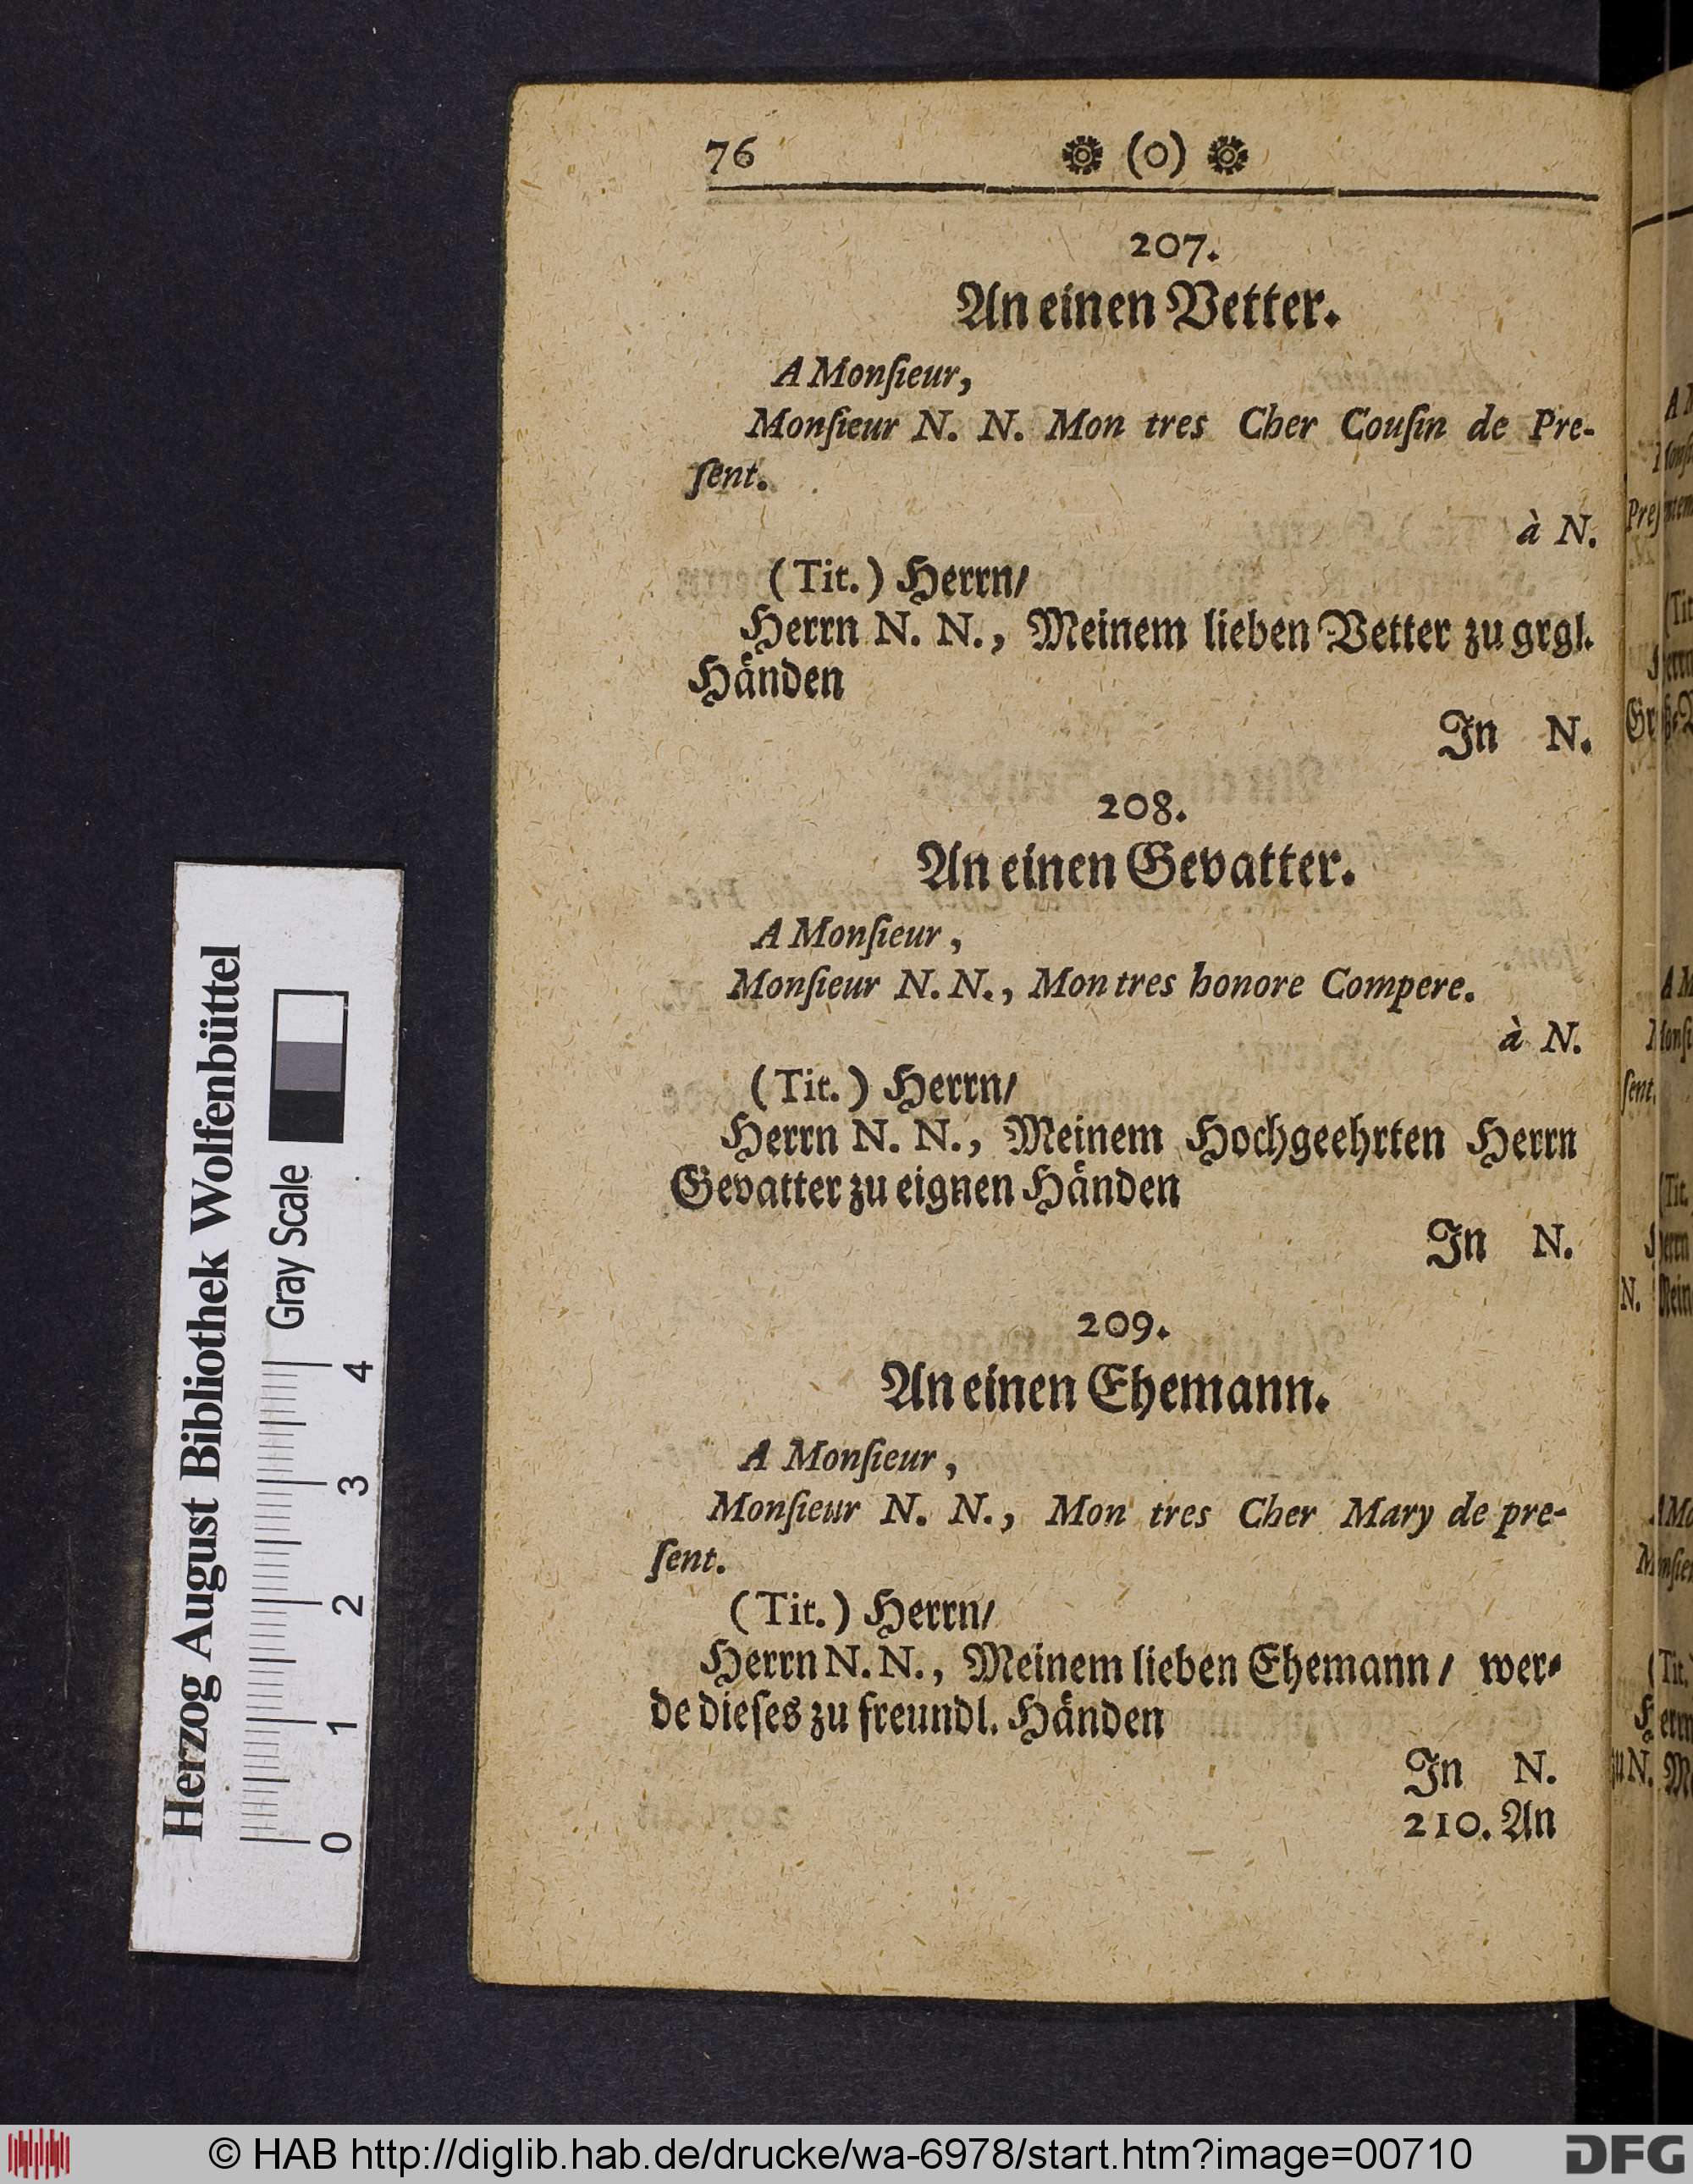 76 ❁ (o) ❁
207.
An einen Vetter.
A Monſieur,
Monſieur N. N. Mon tres Cher Couſin de Pre-
ſent.
à N.
(Tit.) Herrn/
Herrn N. N., Meinem lieben Vetter zu grgl.
Händen
In N.
208.
An einen Gevatter.
A Monſieur,
Monſieur N. N., Mon tres honore Compere.
à N.
(Tit.) Herrn/
Herrn N. N., Meinem Hochgeehrten Herrn
Gevatter zu eignen Händen
In N.
209.
An einen Ehemann.
A Monſieur,
Monſieur N. N., Mon tres Cher Mary de pre-
ſent.
(Tit.) Herrn/
Herrn N. N., Meinem lieben Ehemann / wer-
de dieſes zu freundl. Händen
In N.
210. An
Herzog August Bibliothek Wolfenbüttel
Gray Scale
0 1 2 3 4
© HAB http://diglib.hab.de/drucke/wa-6978/start.htm?image=00710
DFG